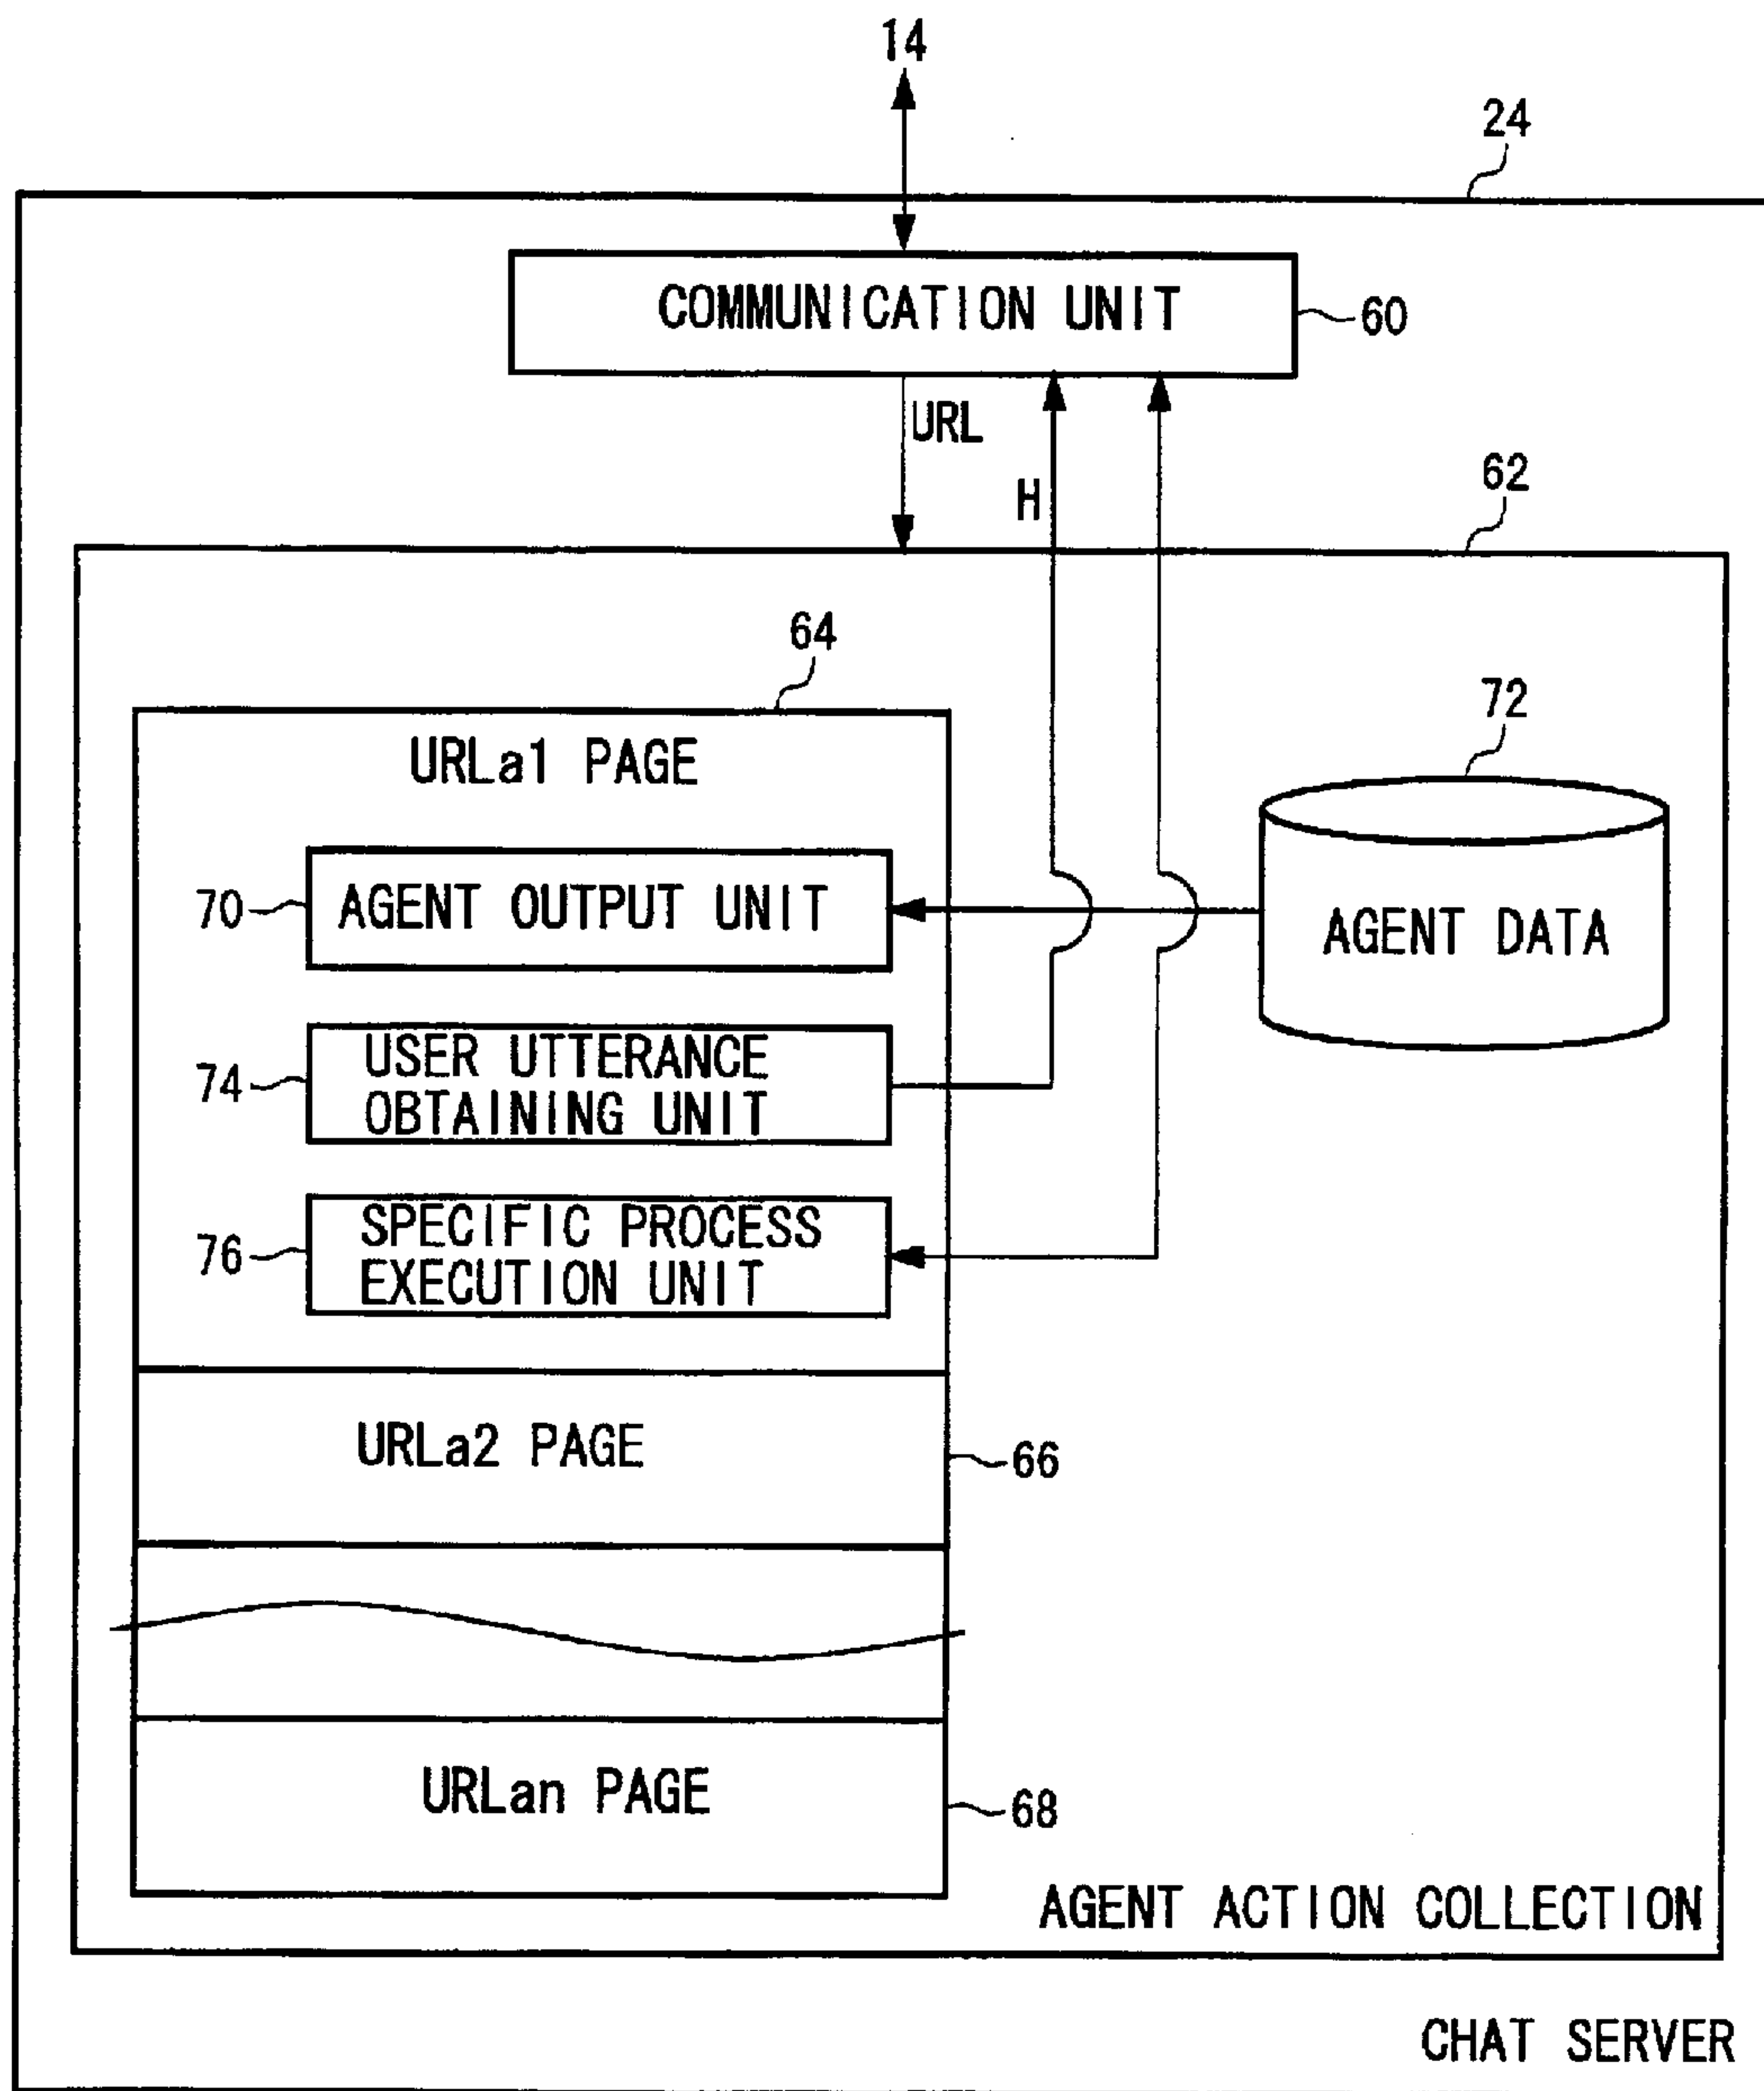 14
24
COMMUNICATION UNIT
60
URL
H
62
64
URLa1 PAGE
72
70
AGENT OUTPUT UNIT
AGENT DATA
74
USER UTTERANCE
OBTAINING UNIT
76
SPECIFIC PROCESS
EXECUTION UNIT
URLa2 PAGE
66
URLan PAGE
68
AGENT ACTION COLLECTION
CHAT SERVER